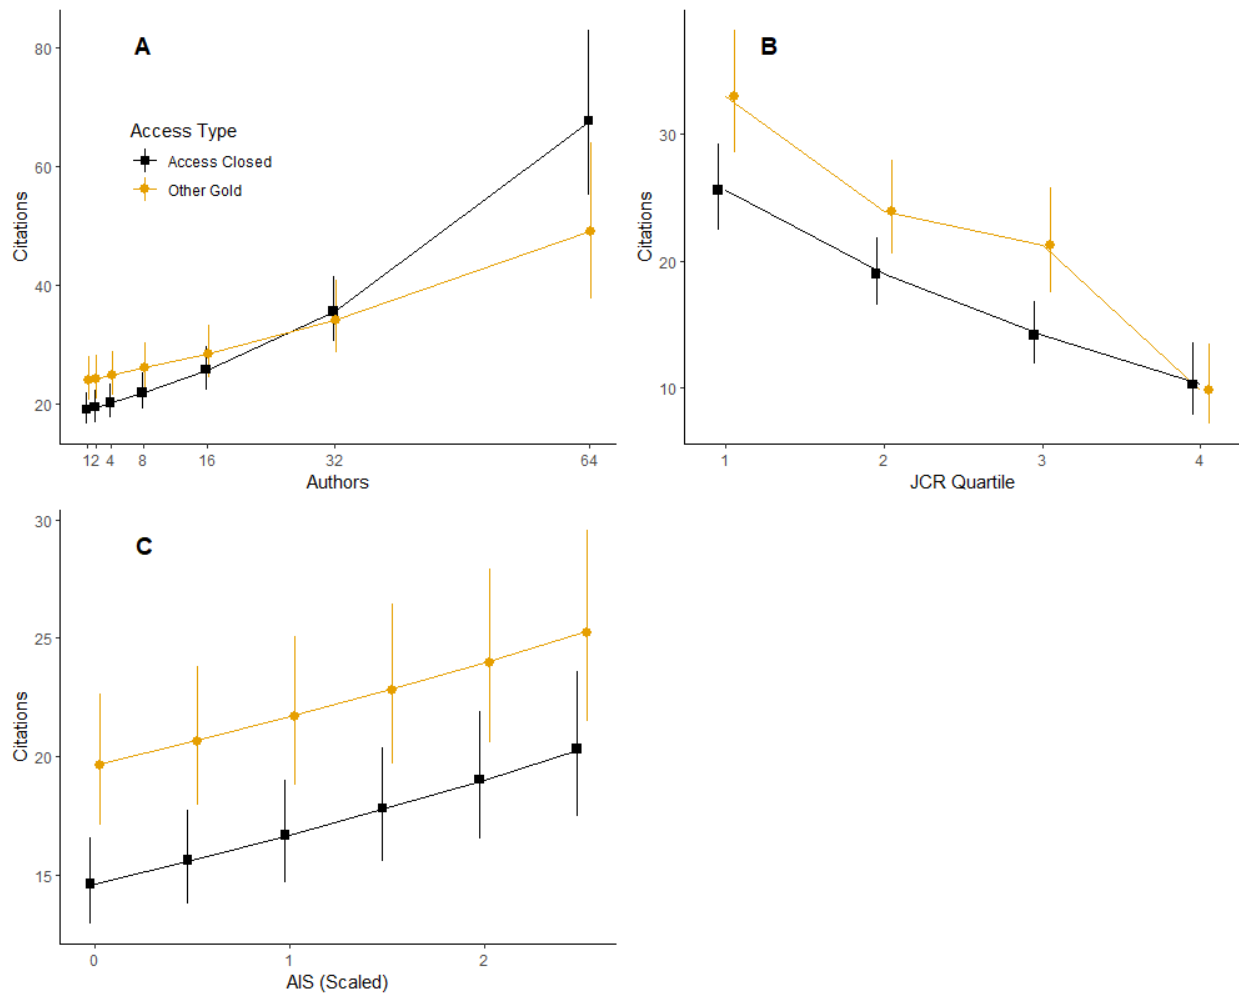 A
80
60
40
20
Citations
Access Type
Access Closed
Other Gold
1 2 4 8 16 32 64
Authors
B
30
20
10
Citations
1 2 3 4
JCR Quartile
C
30
25
20
15
Citations
0 1 2
AIS (Scaled)